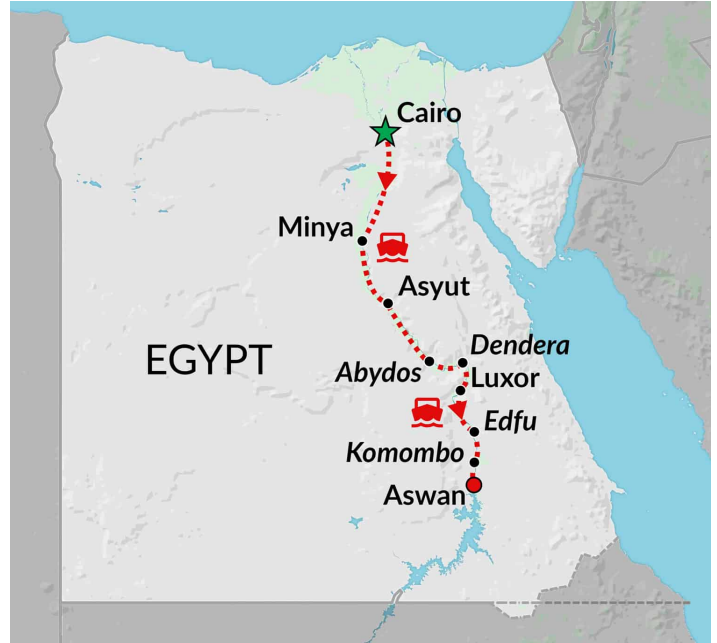 Cairo
Minya
Asyut
EGYPT
Dendera
Abydos
Luxor
Edfu
Komombo
Aswan